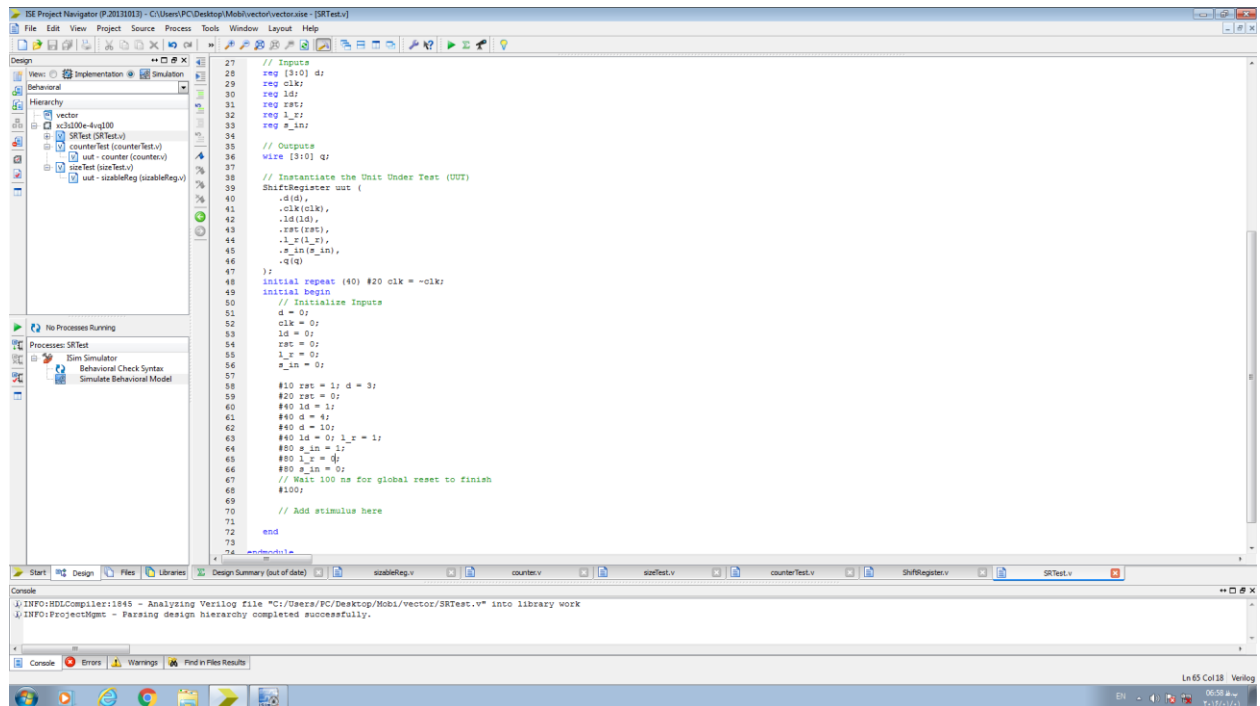 ISE Project Navigator (P.20131013) - C:\Users\PC\Desktop\Mobi\vector\vector.xise - [SRTest.v]
File Edit View Project Source Process Tools Window Layout Help
Design
View: Implementation Simulation
Behavioral
Hierarchy
vector
xc3s100e-4vq100
SRTest (SRTest.v)
counterTest (counterTest.v)
uut - counter (counter.v)
sizeTest (sizeTest.v)
uut - sizableReg (sizableReg.v)
No Processes Running
Processes: SRTest
ISim Simulator
Behavioral Check Syntax
Simulate Behavioral Model
27 // Inputs
28 reg [3:0] d;
29 reg clk;
30 reg ld;
31 reg rst;
32 reg l_r;
33 reg s_in;
34
35 // Outputs
36 wire [3:0] q;
37
38 // Instantiate the Unit Under Test (UUT)
39 ShiftRegister uut (
40 .d(d),
41 .clk(clk),
42 .ld(ld),
43 .rst(rst),
44 .l_r(l_r),
45 .s_in(s_in),
46 .q(q)
47 );
48 initial repeat (40) #20 clk = ~clk;
49 initial begin
50 // Initialize Inputs
51 d = 0;
52 clk = 0;
53 ld = 0;
54 rst = 0;
55 l_r = 0;
56 s_in = 0;
57
58 #10 rst = 1; d = 3;
59 #20 rst = 0;
60 #40 ld = 1;
61 #40 d = 4;
62 #40 d = 10;
63 #40 ld = 0; l_r = 1;
64 #80 s_in = 1;
65 #80 l_r = 0;
66 #80 s_in = 0;
67 // Wait 100 ns for global reset to finish
68 #100;
69
70 // Add stimulus here
71
72 end
73
74 endmodule
Start Design Files Libraries Design Summary (out of date) sizableReg.v counter.v sizeTest.v counterTest.v ShiftRegister.v SRTest.v
Console
INFO:HDLCompiler:1845 - Analyzing Verilog file "C:/Users/PC/Desktop/Mobi/vector/SRTest.v" into library work
INFO:ProjectMgmt - Parsing design hierarchy completed successfully.
Console Errors Warnings Find in Files Results
Ln 65 Col 18 Verilog
EN 06:58